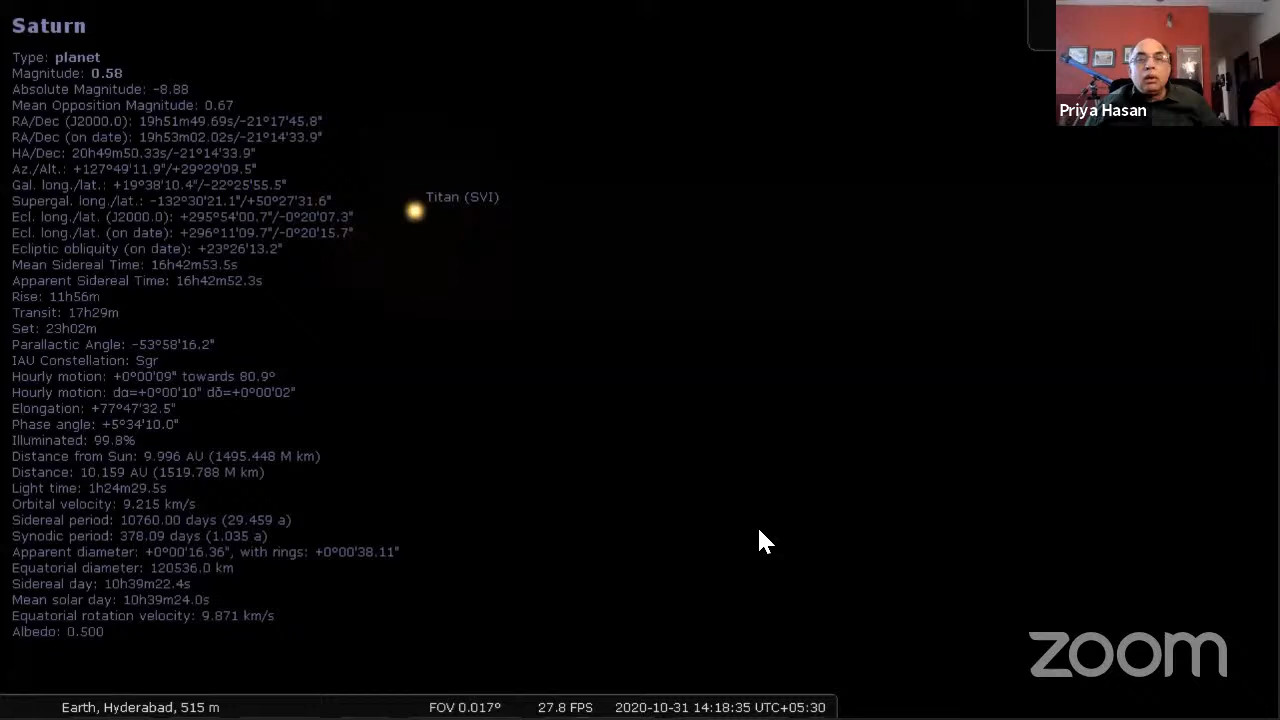 Saturn
Type: planet
Magnitude: 0.58
Absolute Magnitude: -8.88
Mean Opposition Magnitude: 0.67
RA/Dec (J2000.0): 19h51m49.69s/-21°17'45.8"
RA/Dec (on date): 19h53m02.02s/-21°14'33.9"
HA/Dec: 20h49m50.33s/-21°14'33.9"
Az./Alt.: +127°49'11.9"/+29°29'09.5"
Gal. long./lat.: +19°38'10.4"/-22°25'55.5"
Supergal. long./lat.: -132°30'21.1"/+50°27'31.6"
Ecl. long./lat. (J2000.0): +295°54'00.7"/-0°20'07.3"
Ecl. long./lat. (on date): +296°11'09.7"/-0°20'15.7"
Ecliptic obliquity (on date): +23°26'13.2"
Mean Sidereal Time: 16h42m53.5s
Apparent Sidereal Time: 16h42m52.3s
Rise: 11h56m
Transit: 17h29m
Set: 23h02m
Parallactic Angle: -53°58'16.2"
IAU Constellation: Sgr
Hourly motion: +0°00'09" towards 80.9°
Hourly motion: dα=+0°00'10" dδ=+0°00'02"
Elongation: +77°47'32.5"
Phase angle: +5°34'10.0"
Illuminated: 99.8%
Distance from Sun: 9.996 AU (1495.448 M km)
Distance: 10.159 AU (1519.788 M km)
Light time: 1h24m29.5s
Orbital velocity: 9.215 km/s
Sidereal period: 10760.00 days (29.459 a)
Synodic period: 378.09 days (1.035 a)
Apparent diameter: +0°00'16.36", with rings: +0°00'38.11"
Equatorial diameter: 120536.0 km
Sidereal day: 10h39m22.4s
Mean solar day: 10h39m24.0s
Equatorial rotation velocity: 9.871 km/s
Albedo: 0.500
Titan (SVI)
Priya Hasan
zoom
Earth, Hyderabad, 515 m
FOV 0.017°
27.8 FPS
2020-10-31 14:18:35 UTC+05:30